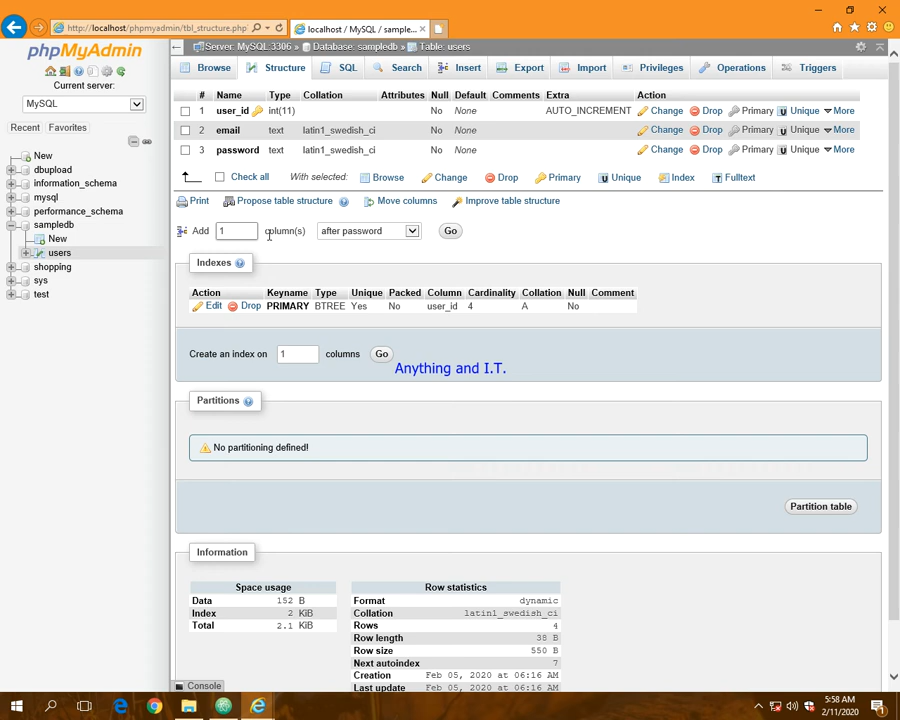 http://localhost/phpmyadmin/tbl_structure.php
localhost / MySQL / sample...
phpMyAdmin
Current server:
MySQL
Recent Favorites
New
dbupload
information_schema
mysql
performance_schema
sampledb
New
users
shopping
sys
test
Server: MySQL:3306 » Database: sampledb » Table: users
Browse Structure SQL Search Insert Export Import Privileges Operations Triggers
# Name Type Collation Attributes Null Default Comments Extra Action
1 user_id int(11) No None AUTO_INCREMENT Change Drop Primary Unique More
2 email text latin1_swedish_ci No None Change Drop Primary Unique More
3 password text latin1_swedish_ci No None Change Drop Primary Unique More
Check all With selected: Browse Change Drop Primary Unique Index Fulltext
Print Propose table structure Move columns Improve table structure
Add 1 column(s) after password Go
Indexes
Action Keyname Type Unique Packed Column Cardinality Collation Null Comment
Edit Drop PRIMARY BTREE Yes No user_id 4 A No
Create an index on 1 columns Go
Anything and I.T.
Partitions
No partitioning defined!
Partition table
Information
Space usage
Data 152 B
Index 2 KiB
Total 2.1 KiB
Row statistics
Format dynamic
Collation latin1_swedish_ci
Rows 4
Row length 38 B
Row size 550 B
Next autoindex 7
Creation Feb 05, 2020 at 06:16 AM
Last update Feb 05, 2020 at 06:16 AM
Console
5:58 AM
2/11/2020